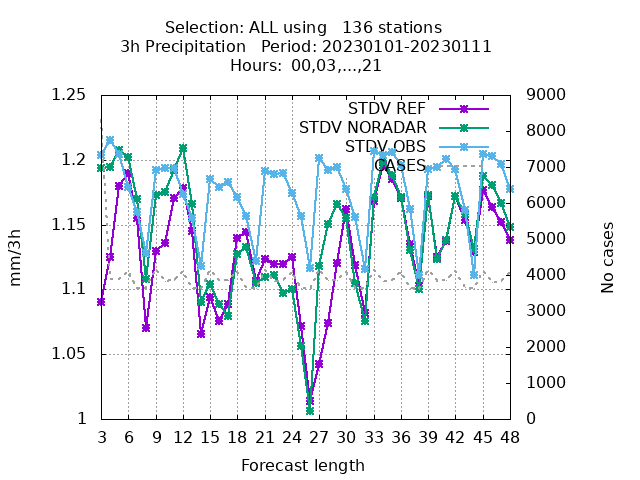 Selection: ALL using   136 stations
3h Precipitation   Period: 20230101-20230111
Hours:  00,03,...,21
1.25
1.2
1.15
1.1
1.05
1
9000
8000
7000
6000
5000
4000
3000
2000
1000
0
STDV REF
STDV NORADAR
STDV OBS
CASES
mm/3h
No cases
3 6 9 12 15 18 21 24 27 30 33 36 39 42 45 48
Forecast length